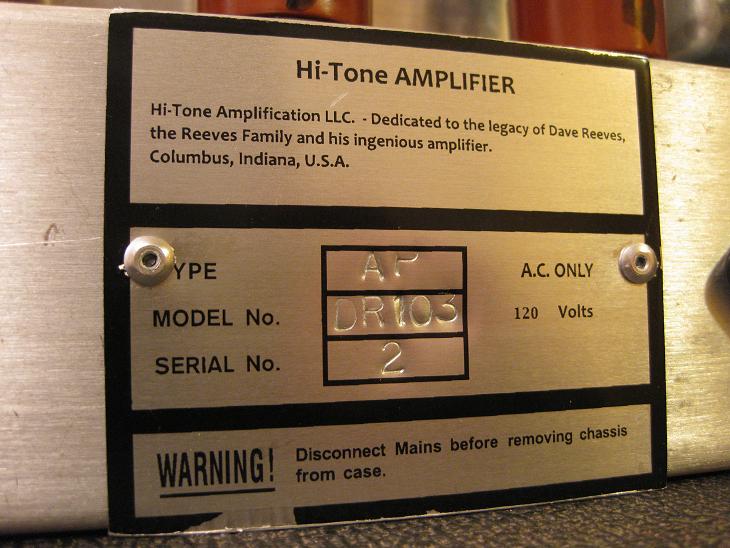 Hi-Tone AMPLIFIER
Hi-Tone Amplification LLC. - Dedicated to the legacy of Dave Reeves,
the Reeves Family and his ingenious amplifier.
Columbus, Indiana, U.S.A.
YPE AP A.C. ONLY
MODEL No. DR103 120 Volts
SERIAL No. 2
WARNING! Disconnect Mains before removing chassis
from case.